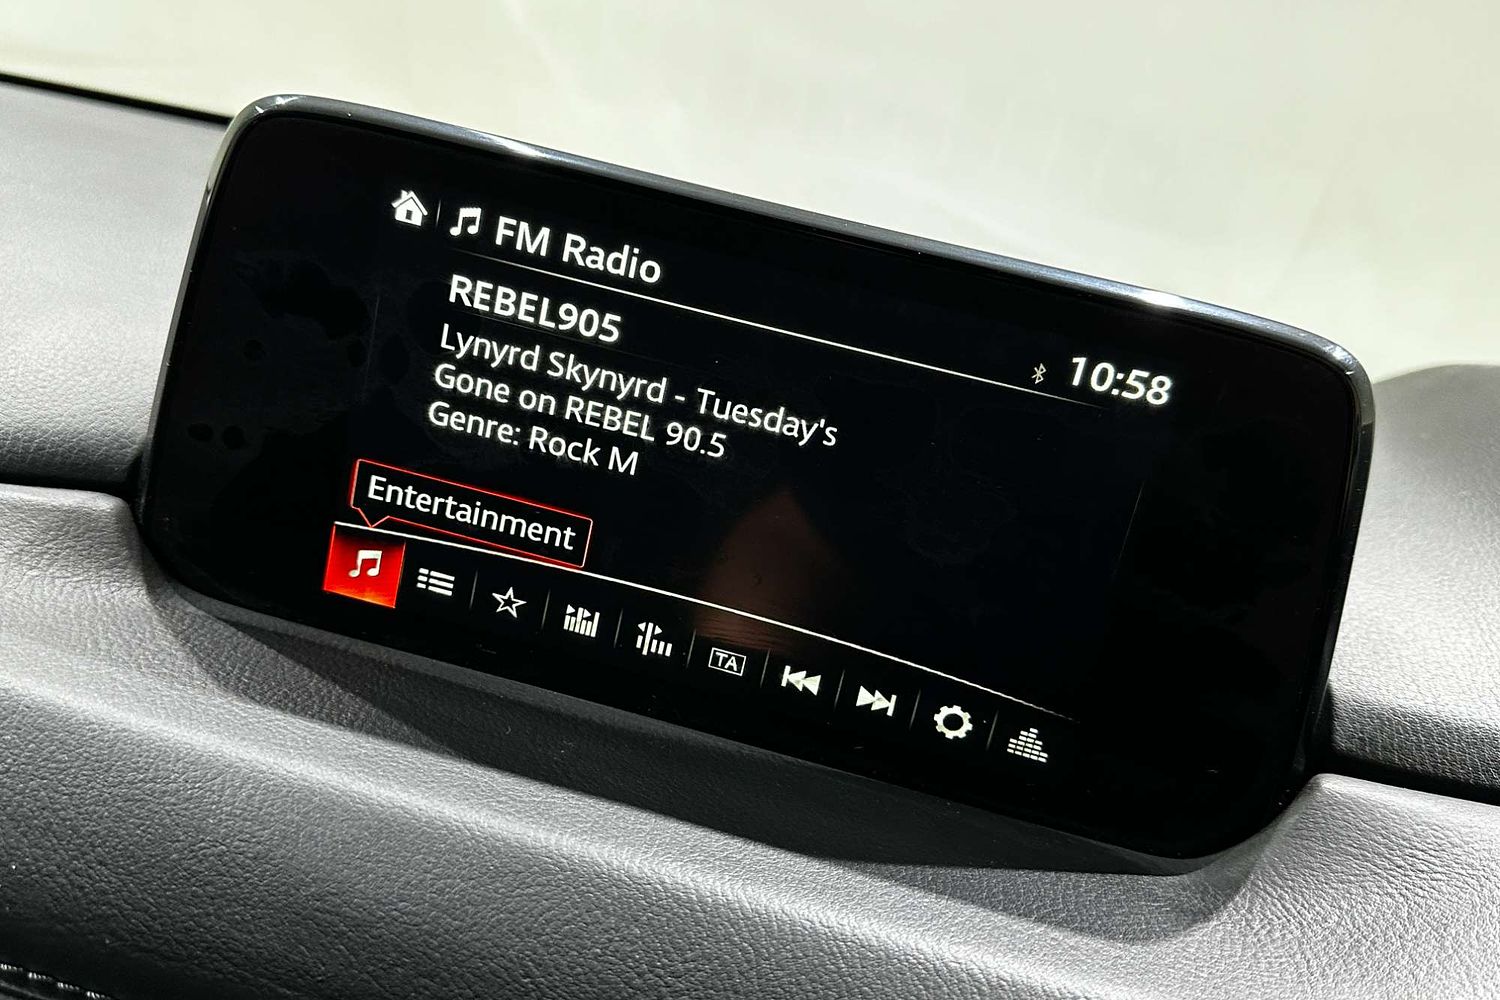 FM Radio
10:58
REBEL905
Lynyrd Skynyrd - Tuesday's
Gone on REBEL 90.5
Genre: Rock M
Entertainment
TA